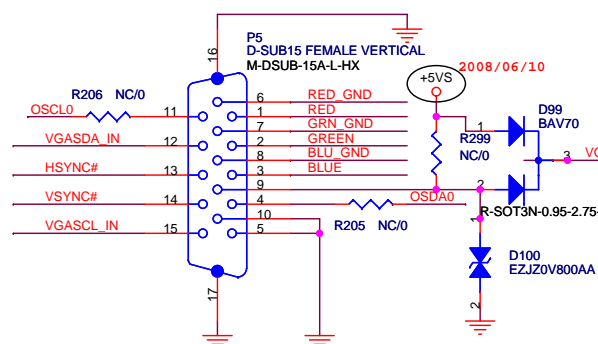 P5
D-SUB15 FEMALE VERTICAL
M-DSUB-15A-L-HX
16
2008/06/10
+5VS
R206 NC/0
OSCL0
11
6
RED_GND
1
RED
D99
BAV70
VGASDA_IN
12
7
GRN_GND
2
GREEN
R299
NC/0
1
HSYNC#
13
8
BLU_GND
3
BLUE
3
VSYNC#
14
9
4
OSDA0
2
R-SOT3N-0.95-2.75-
VGASCL_IN
15
10
5
R205 NC/0
1
D100
EZJZ0V800AA
2
17